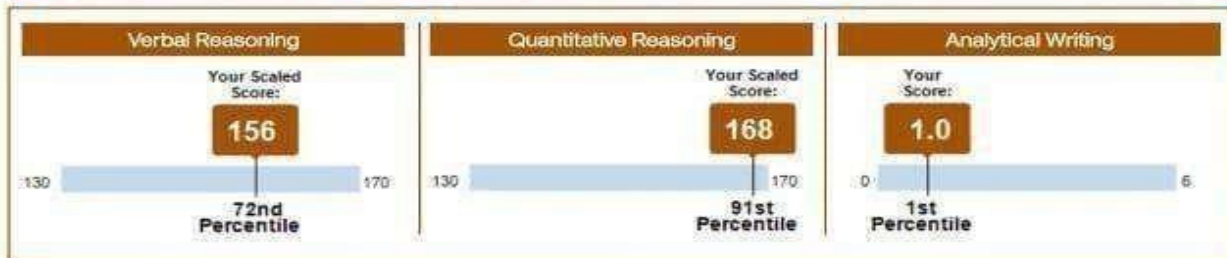 Verbal Reasoning
Your Scaled
Score:
156
130
170
72nd
Percentile
Quantitative Reasoning
Your Scaled
Score:
168
130
170
91st
Percentile
Analytical Writing
Your
Score:
1.0
0
6
1st
Percentile